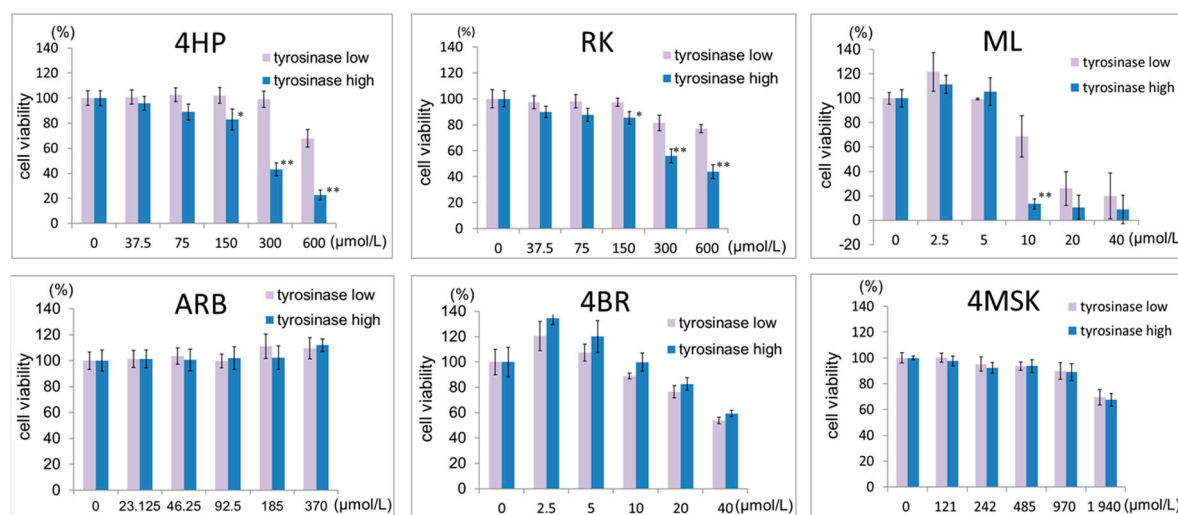 (%)
4HP
tyrosinase low
tyrosinase high
cell viability
140
120
100
80
60
40
20
0
*
**
**
0 37.5 75 150 300 600 (μmol/L)
(%)
RK
tyrosinase low
tyrosinase high
cell viability
140
120
100
80
60
40
20
0
*
**
**
0 37.5 75 150 300 600 (μmol/L)
(%)
ML
tyrosinase low
tyrosinase high
cell viability
140
120
100
80
60
40
20
0
-20
**
0 2.5 5 10 20 40 (μmol/L)
(%)
ARB
tyrosinase low
tyrosinase high
cell viability
140
120
100
80
60
40
20
0
0 23.125 46.25 92.5 185 370 (μmol/L)
(%)
4BR
tyrosinase low
tyrosinase high
cell viability
140
120
100
80
60
40
20
0
0 2.5 5 10 20 40 (μmol/L)
(%)
4MSK
tyrosinase low
tyrosinase high
cell viability
140
120
100
80
60
40
20
0
0 121 242 485 970 1 940 (μmol/L)